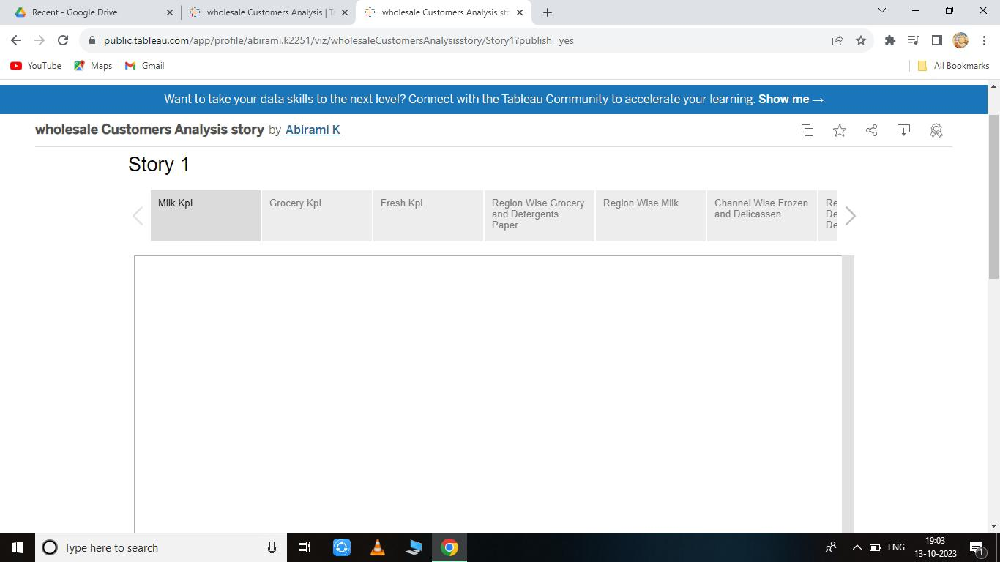 Recent - Google Drive
wholesale Customers Analysis | Ta
wholesale Customers Analysis sto
public.tableau.com/app/profile/abirami.k2251/viz/wholesaleCustomersAnalysisstory/Story1?publish=yes
YouTube
Maps
Gmail
All Bookmarks
Want to take your data skills to the next level? Connect with the Tableau Community to accelerate your learning. Show me →
wholesale Customers Analysis story by Abirami K
Story 1
Milk Kpl
Grocery Kpl
Fresh Kpl
Region Wise Grocery
and Detergents
Paper
Region Wise Milk
Channel Wise Frozen
and Delicassen
Re
De
De
Type here to search
ENG
19:03
13-10-2023
1